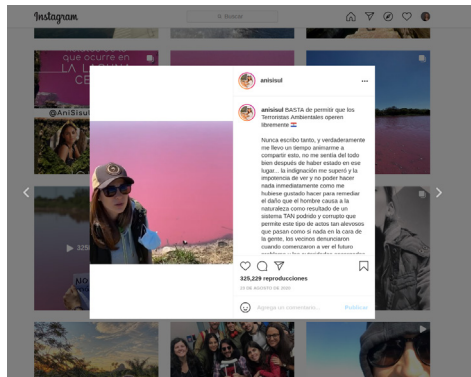 Instagram
Buscar
que ocurre en
LA LAGUNA
CE
@AniSisul
325
NO
anisisul
anisisul BASTA de permitir que los
Terroristas Ambientales operen
libremente
Nunca escribo tanto, y verdaderamente
me llevo un tiempo animarme a
compartir esto, no me sentía del todo
bien después de haber estado en ese
lugar... la indignación me superó y la
impotencia de ver y no poder hacer
nada inmediatamente como me
hubiese gustado hacer para remediar
el daño que el hombre causa a la
naturaleza como resultado de un
sistema TAN podrido y corrupto que
permite este tipo de actos tan alevosos
que pasan como si nada en la cara de
la gente, los vecinos denunciaron
cuando comenzaron a ver el futuro
325,229 reproducciones
25 DE AGOSTO DE 2020
Agrega un comentario...
Publicar